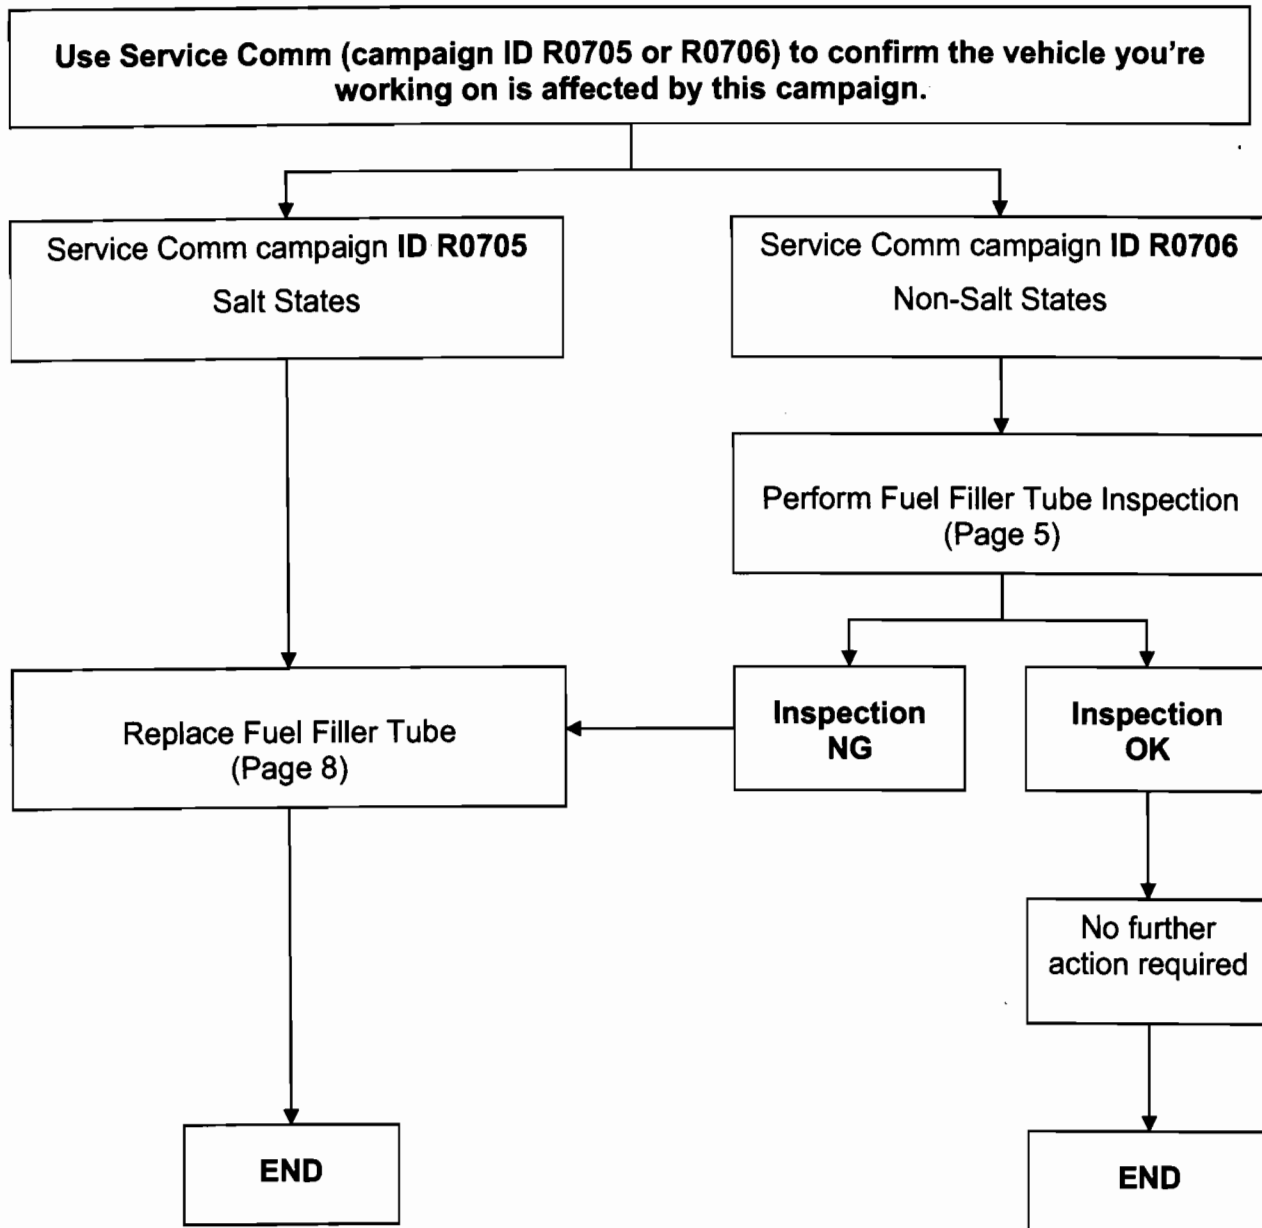 Use Service Comm (campaign ID R0705 or R0706) to confirm the vehicle you're
working on is affected by this campaign.
Service Comm campaign ID R0705
Salt States
Service Comm campaign ID R0706
Non-Salt States
Perform Fuel Filler Tube Inspection
(Page 5)
Replace Fuel Filler Tube
(Page 8)
Inspection
NG
Inspection
OK
No further
action required
END
END